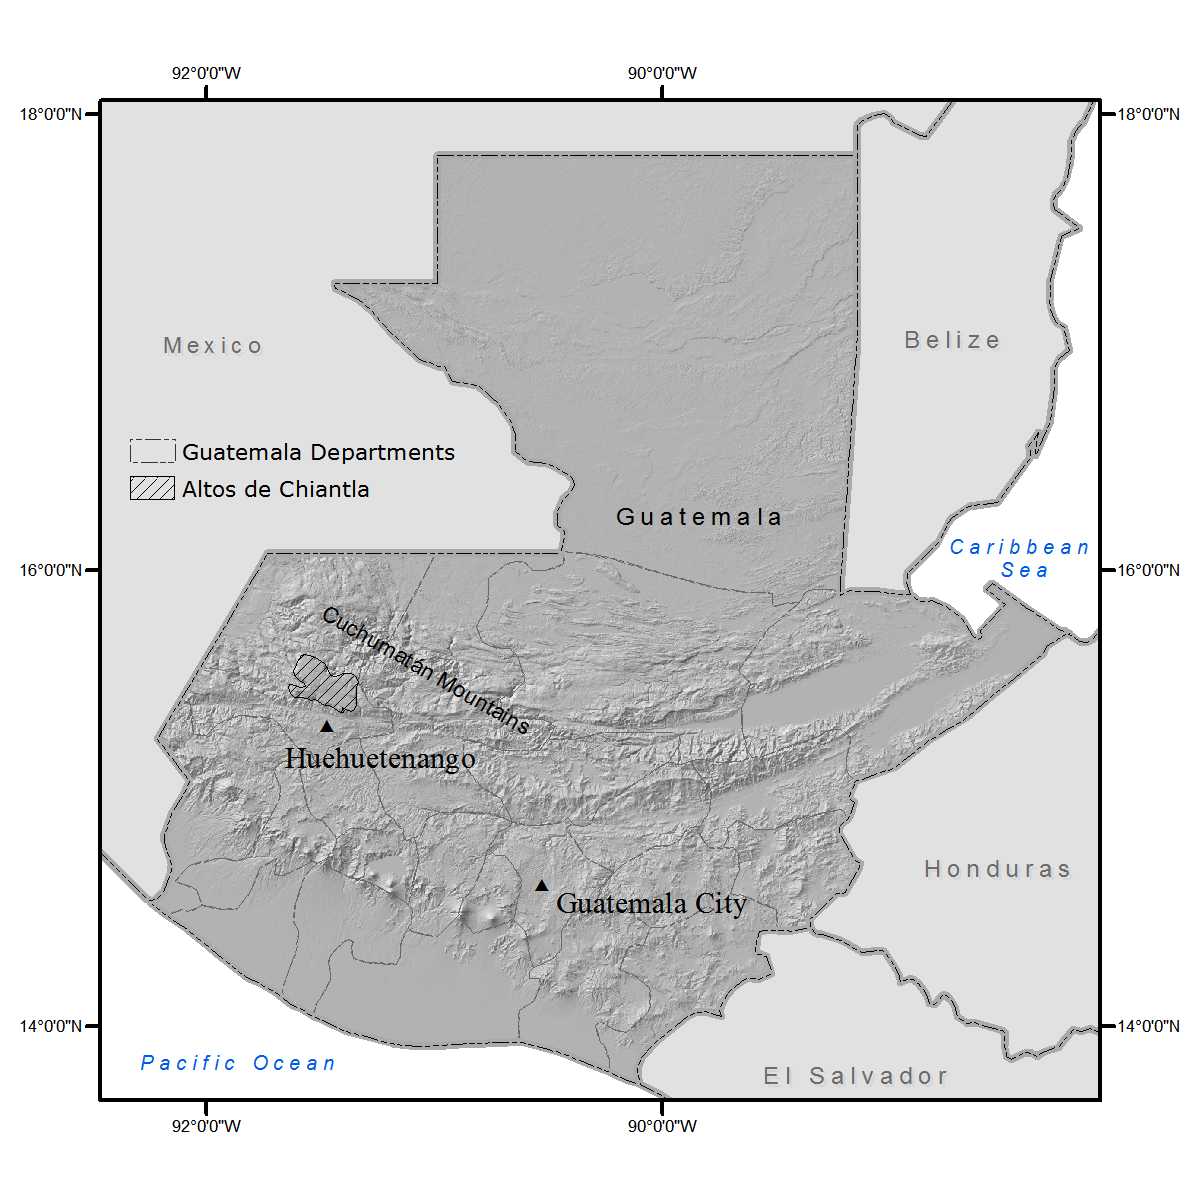 92°0'0"W
90°0'0"W
18°0'0"N
18°0'0"N
Mexico
Belize
Guatemala Departments
Altos de Chiantla
Guatemala
Caribbean
Sea
16°0'0"N
16°0'0"N
Cuchumatán Mountains
Huehuetenango
Honduras
Guatemala City
14°0'0"N
14°0'0"N
Pacific Ocean
El Salvador
92°0'0"W
90°0'0"W